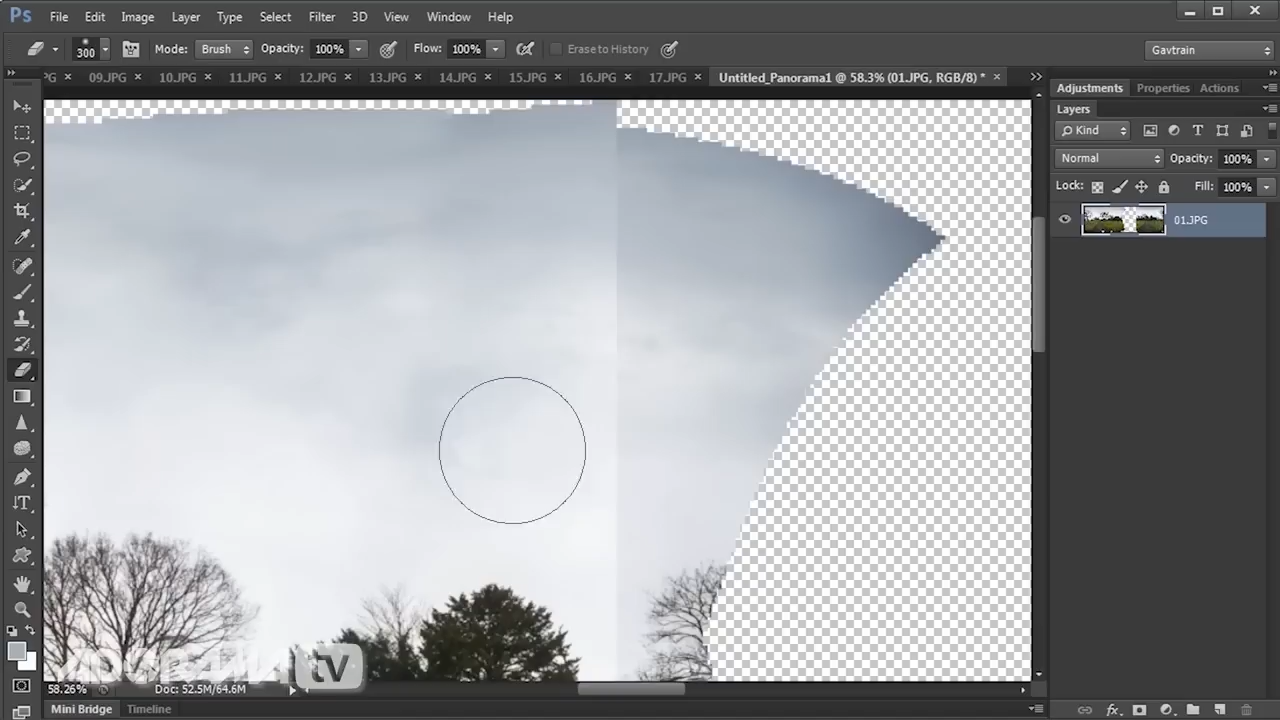 Ps File Edit Image Layer Type Select Filter 3D View Window Help
300 Mode: Brush Opacity: 100% Flow: 100% Erase to History Gavtrain
PG 09.JPG 10.JPG 11.JPG 12.JPG 13.JPG 14.JPG 15.JPG 16.JPG 17.JPG Untitled_Panorama1 @ 58.3% (01.JPG, RGB/8) *
Adjustments Properties Actions
Layers
Kind
Normal Opacity: 100%
Lock: Fill: 100%
01.JPG
ADORAMA tv
58.26% Doc: 52.5M/64.6M
Mini Bridge Timeline